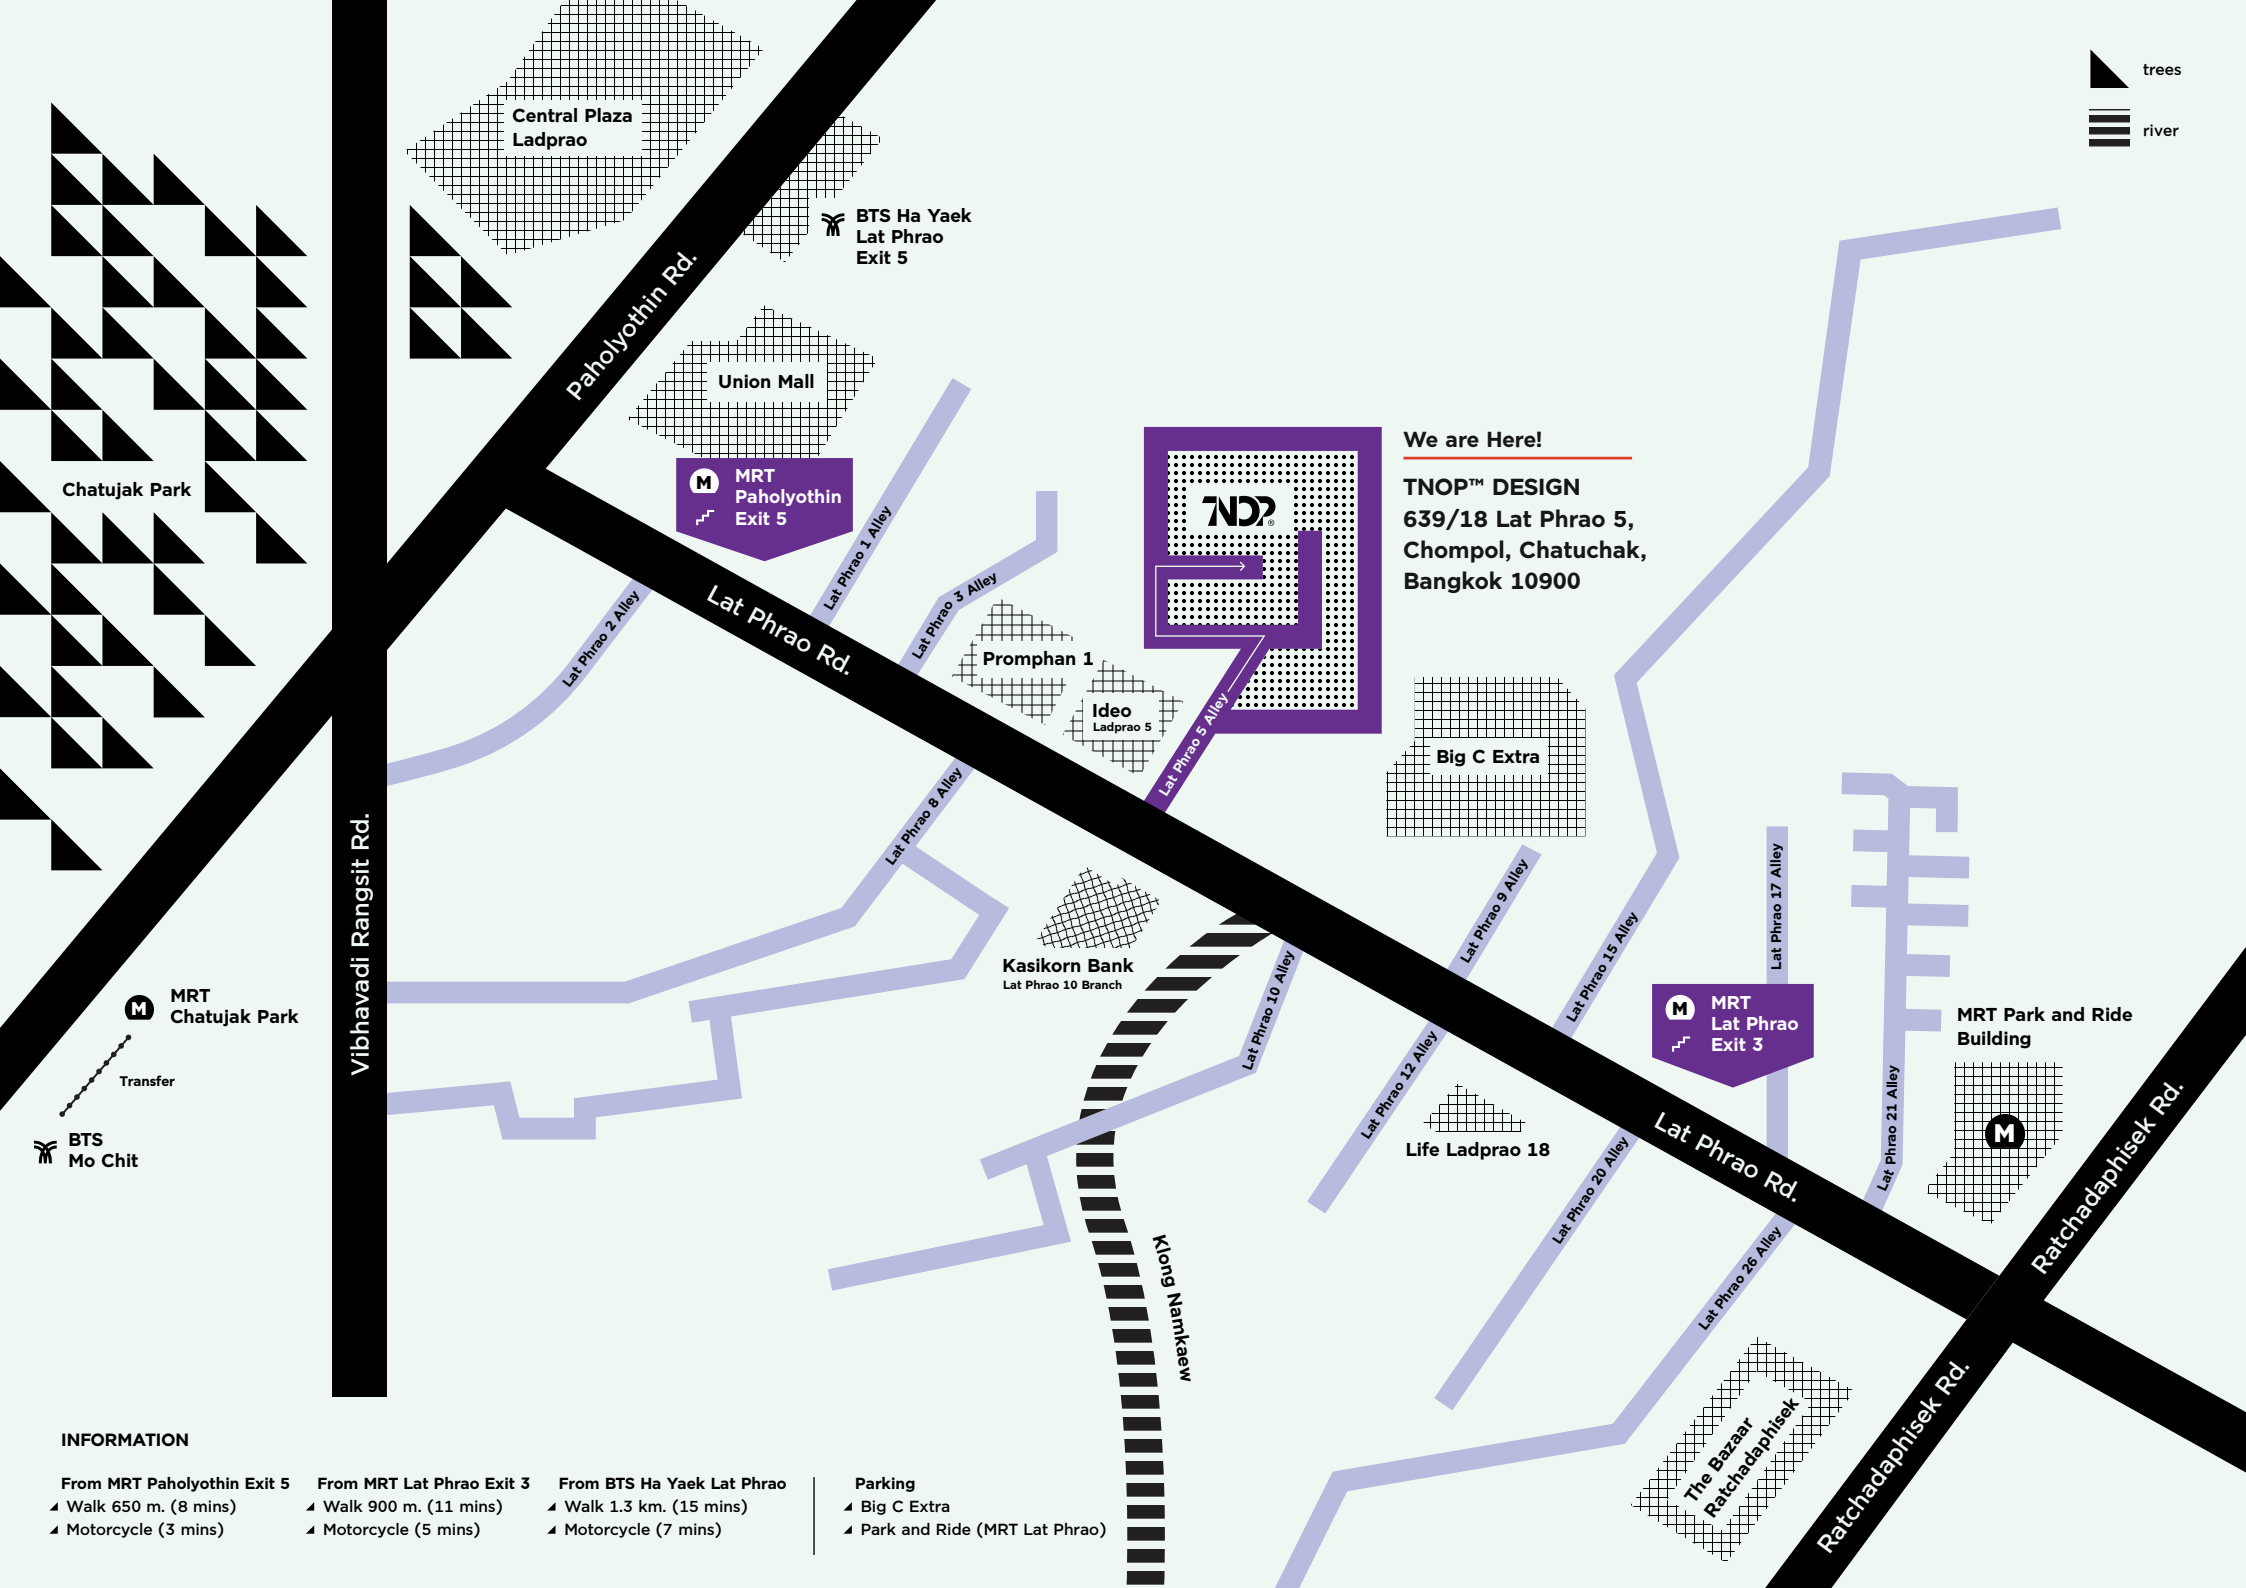 trees
river
Central Plaza
Ladprao
BTS Ha Yaek
Lat Phrao
Exit 5
Paholyothin Rd.
Union Mall
M
MRT
Paholyothin
Exit 5
Chatujak Park
We are Here!
TNOP™ DESIGN
639/18 Lat Phrao 5,
Chompol, Chatuchak,
Bangkok 10900
TNOP®
Lat Phrao 1 Alley
Lat Phrao 2 Alley
Lat Phrao 3 Alley
Lat Phrao Rd.
Promphan 1
Ideo
Ladprao 5
Lat Phrao 5 Alley
Big C Extra
Lat Phrao 8 Alley
Vibhavadi Rangsit Rd.
Kasikorn Bank
Lat Phrao 10 Branch
Lat Phrao 10 Alley
Lat Phrao 9 Alley
Lat Phrao 15 Alley
Lat Phrao 17 Alley
M
MRT
Chatujak Park
Transfer
BTS
Mo Chit
M
MRT
Lat Phrao
Exit 3
MRT Park and Ride
Building
M
Lat Phrao 12 Alley
Life Ladprao 18
Lat Phrao 20 Alley
Lat Phrao 21 Alley
Lat Phrao Rd.
Ratchadaphisek Rd.
Lat Phrao 26 Alley
Klong Namkaew
The Bazaar
Ratchadaphisek
Ratchadaphisek Rd.
INFORMATION
From MRT Paholyothin Exit 5
Walk 650 m. (8 mins)
Motorcycle (3 mins)
From MRT Lat Phrao Exit 3
Walk 900 m. (11 mins)
Motorcycle (5 mins)
From BTS Ha Yaek Lat Phrao
Walk 1.3 km. (15 mins)
Motorcycle (7 mins)
Parking
Big C Extra
Park and Ride (MRT Lat Phrao)